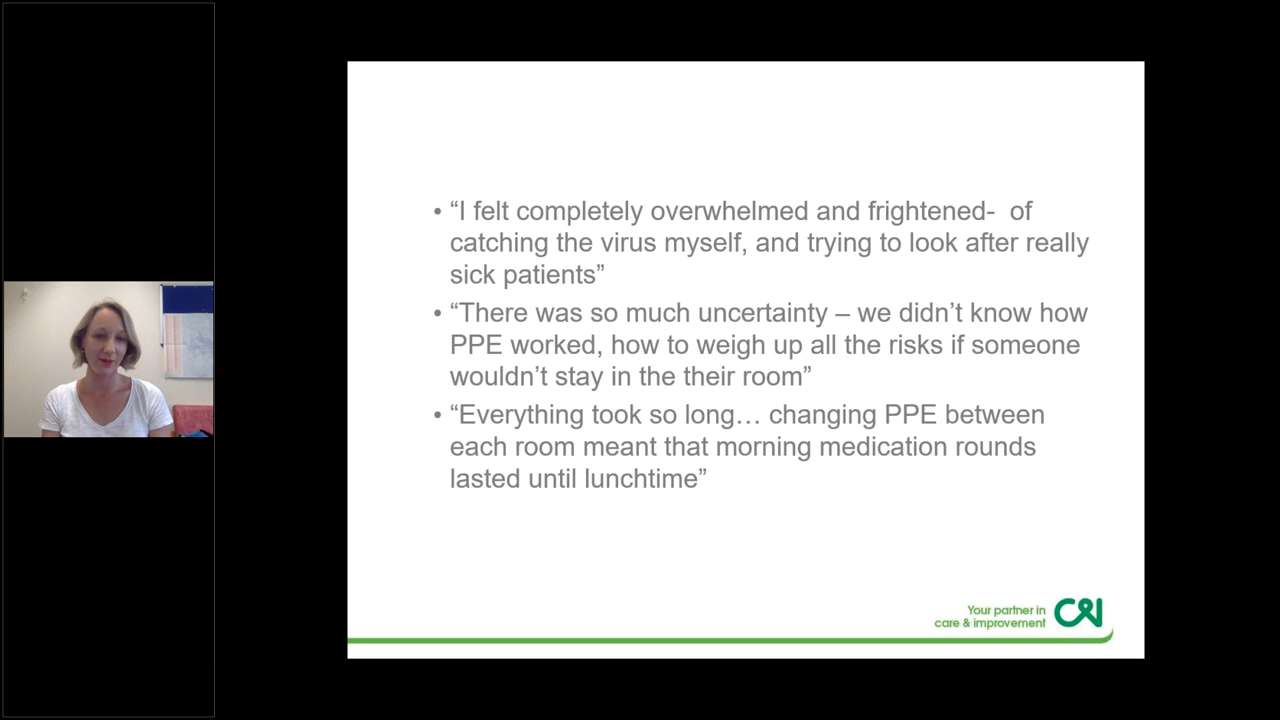 • “I felt completely overwhelmed and frightened-  of
catching the virus myself, and trying to look after really
sick patients”
• “There was so much uncertainty – we didn’t know how
PPE worked, how to weigh up all the risks if someone
wouldn’t stay in the their room”
• “Everything took so long… changing PPE between
each room meant that morning medication rounds
lasted until lunchtime”
Your partner in
care & improvement
C&I